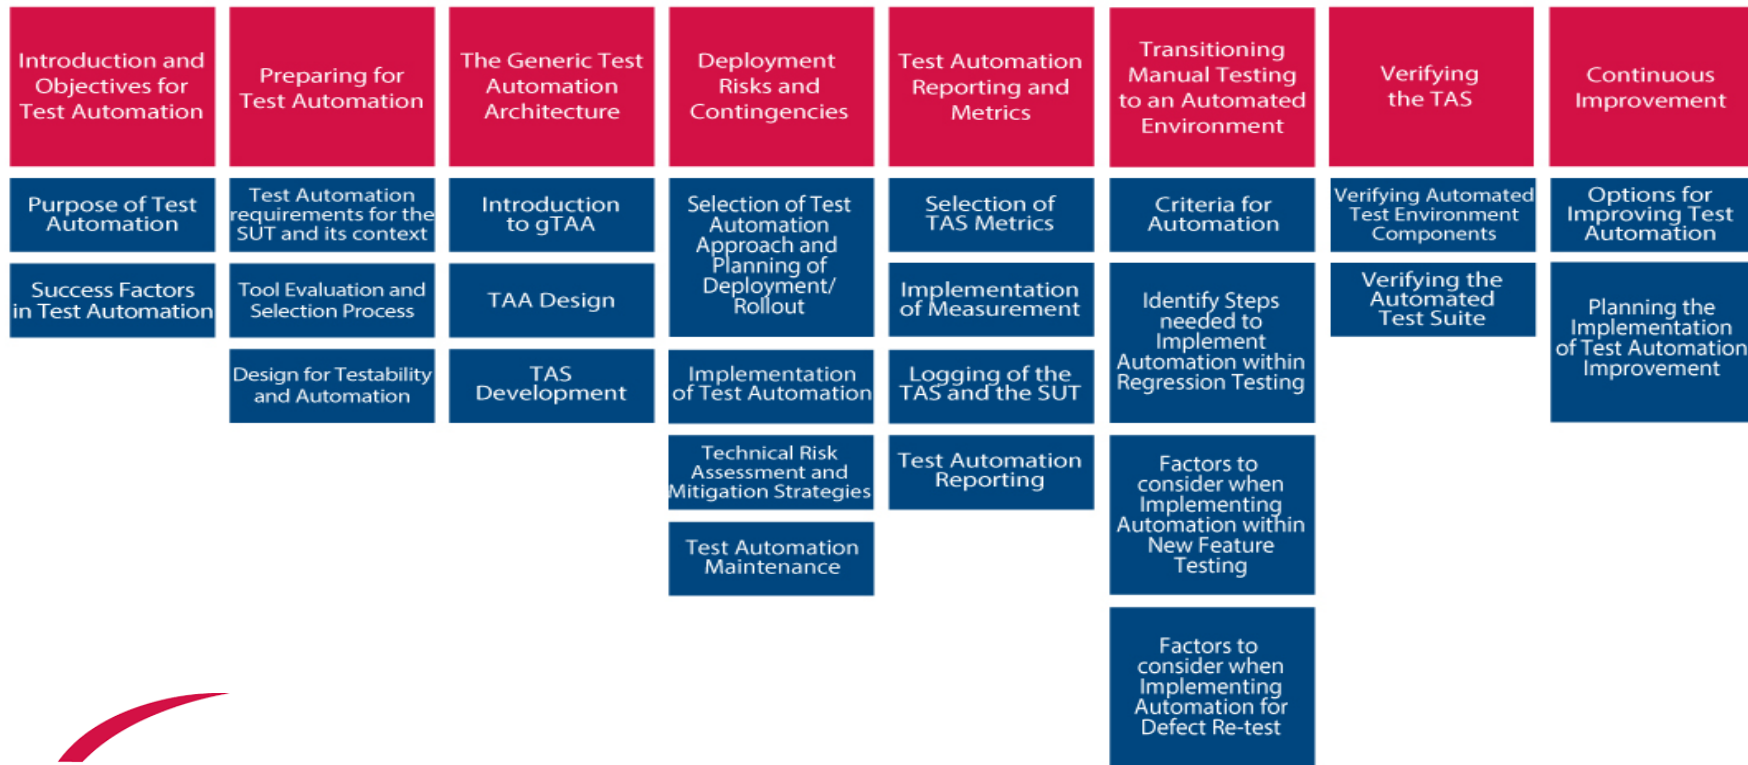 Introduction and
Objectives for
Test Automation
Preparing for
Test Automation
The Generic Test
Automation
Architecture
Deployment
Risks and
Contingencies
Test Automation
Reporting and
Metrics
Transitioning
Manual Testing
to an Automated
Environment
Verifying
the TAS
Continuous
Improvement
Purpose of Test
Automation
Success Factors
in Test Automation
Test Automation
requirements for the
SUT and its context
Tool Evaluation and
Selection Process
Design for Testability
and Automation
Introduction
to gTAA
TAA Design
TAS
Development
Selection of Test
Automation
Approach and
Planning of
Deployment/
Rollout
Implementation
of Test Automation
Technical Risk
Assessment and
Mitigation Strategies
Test Automation
Maintenance
Selection of
TAS Metrics
Implementation
of Measurement
Logging of the
TAS and the SUT
Test Automation
Reporting
Criteria for
Automation
Identify Steps
needed to
Implement
Automation within
Regression Testing
Factors to
consider when
Implementing
Automation within
New Feature
Testing
Factors to
consider when
Implementing
Automation for
Defect Re-test
Verifying Automated
Test Environment
Components
Verifying the
Automated
Test Suite
Options for
Improving Test
Automation
Planning the
Implementation
of Test Automation
Improvement